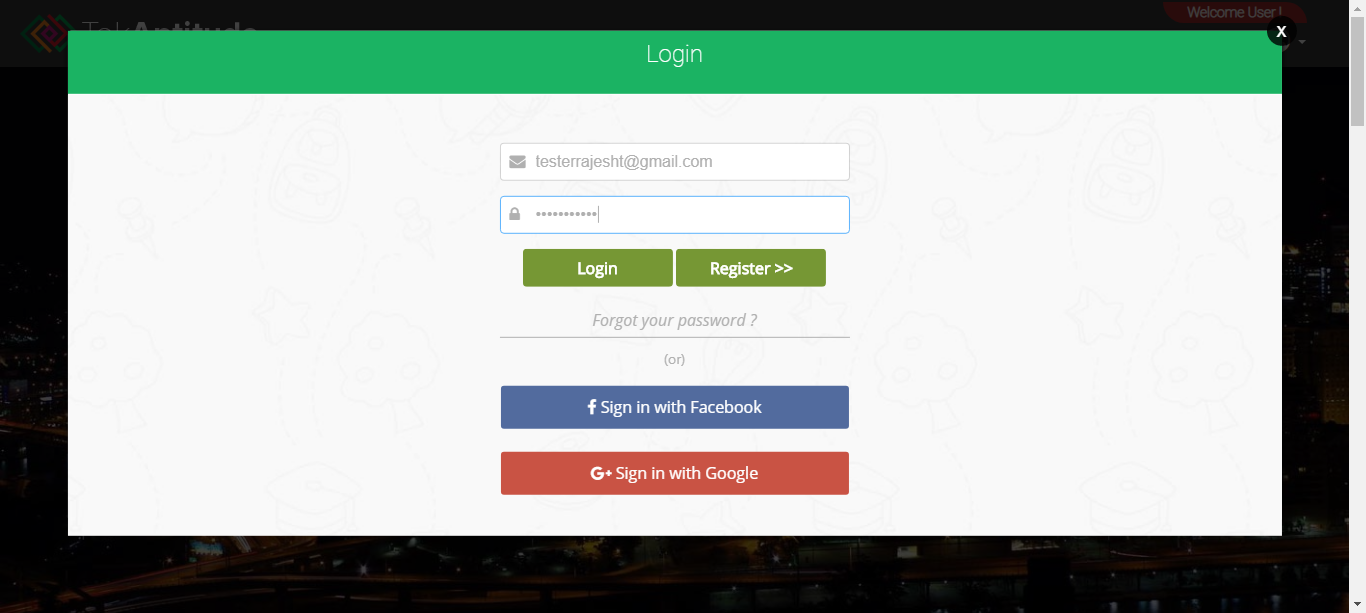 Welcome User !
TekAptitude
X
Login
testerrajesht@gmail.com
•••••••••••
Login
Register >>
Forgot your password ?
(or)
Sign in with Facebook
G+ Sign in with Google